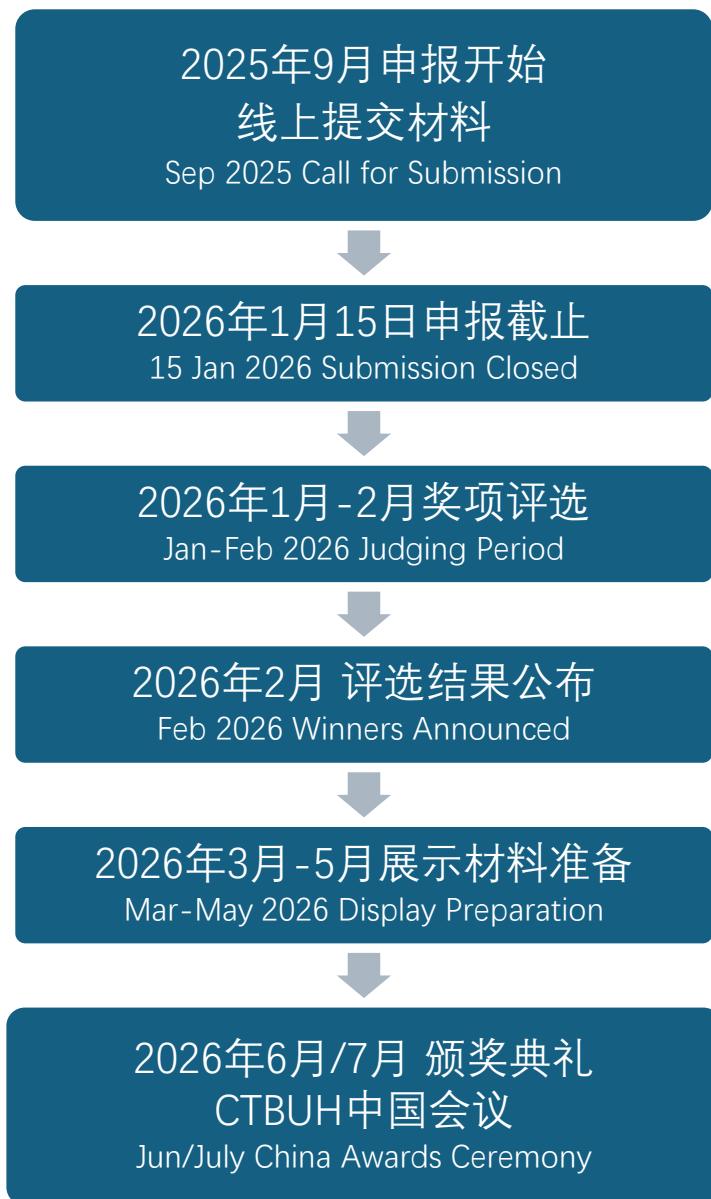 2025年9月申报开始
线上提交材料
Sep 2025 Call for Submission
2026年1月15日申报截止
15 Jan 2026 Submission Closed
2026年1月-2月奖项评选
Jan-Feb 2026 Judging Period
2026年2月 评选结果公布
Feb 2026 Winners Announced
2026年3月-5月展示材料准备
Mar-May 2026 Display Preparation
2026年6月/7月 颁奖典礼
CTBUH中国会议
Jun/July China Awards Ceremony